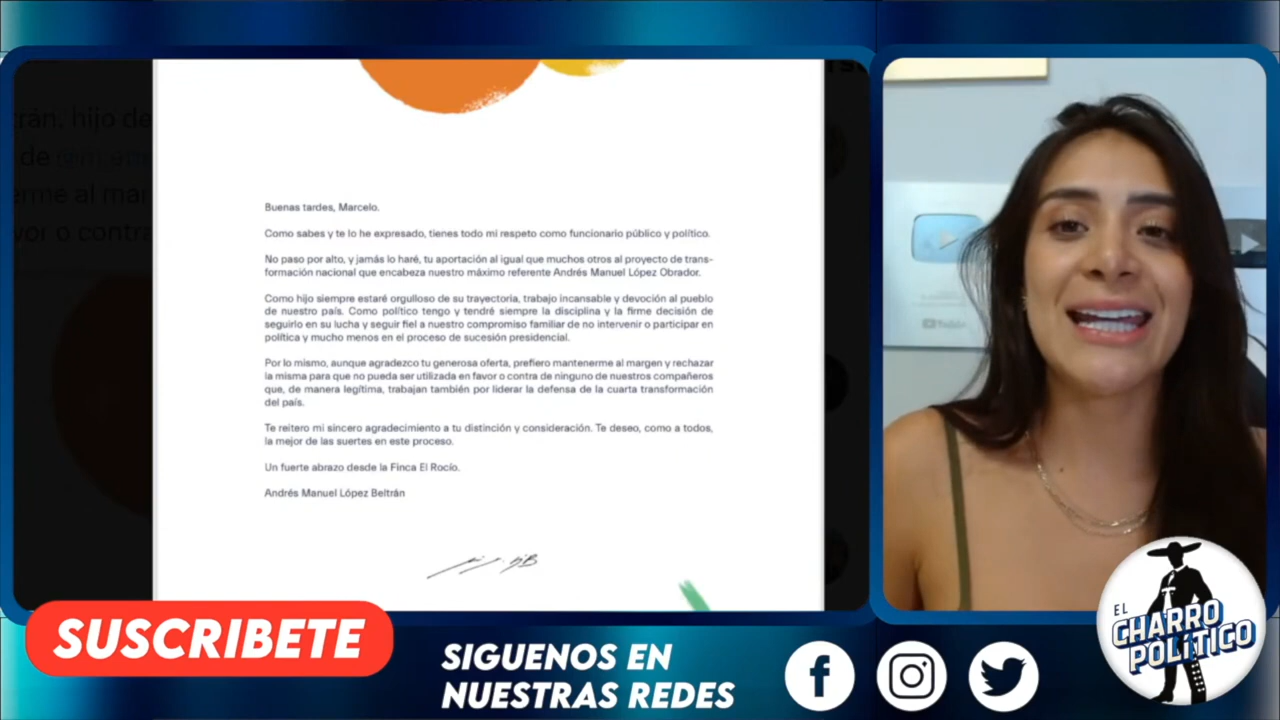 Buenas tardes, Marcelo.
Como sabes y te lo he expresado, tienes todo mi respeto como funcionario público y político.
No paso por alto, y jamás lo haré, tu aportación al igual que muchos otros al proyecto de trans-
formación nacional que encabeza nuestro máximo referente Andrés Manuel López Obrador.
Como hijo siempre estaré orgulloso de su trayectoria, trabajo incansable y devoción al pueblo
de nuestro país. Como político tengo y tendré siempre la disciplina y la firme decisión de
seguirlo en su lucha y seguir fiel a nuestro compromiso familiar de no intervenir o participar en
política y mucho menos en el proceso de sucesión presidencial.
Por lo mismo, aunque agradezco tu generosa oferta, prefiero mantenerme al margen y rechazar
la misma para que no pueda ser utilizada en favor o contra de ninguno de nuestros compañeros
que, de manera legítima, trabajan también por liderar la defensa de la cuarta transformación
del país.
Te reitero mi sincero agradecimiento a tu distinción y consideración. Te deseo, como a todos,
la mejor de las suertes en este proceso.
Un fuerte abrazo desde la Finca El Rocío.
Andrés Manuel López Beltrán
trán, hijo de
de
erme al mar
vor o contra
SUSCRIBETE
SIGUENOS EN
NUESTRAS REDES
EL
CHARRO
POLÍTICO